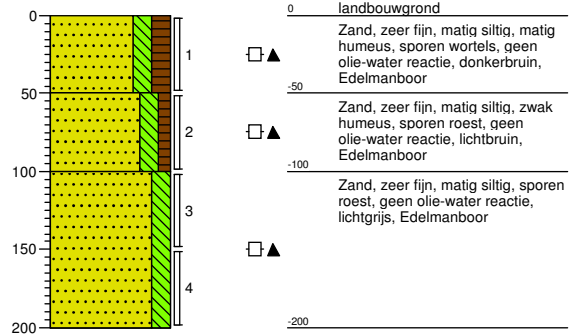 0
50
100
150
200
1
2
3
4
0
landbouwgrond
Zand, zeer fijn, matig siltig, matig
humeus, sporen wortels, geen
olie-water reactie, donkerbruin,
Edelmanboor
-50
Zand, zeer fijn, matig siltig, zwak
humeus, sporen roest, geen
olie-water reactie, lichtbruin,
Edelmanboor
-100
Zand, zeer fijn, matig siltig, sporen
roest, geen olie-water reactie,
lichtgrijs, Edelmanboor
-200